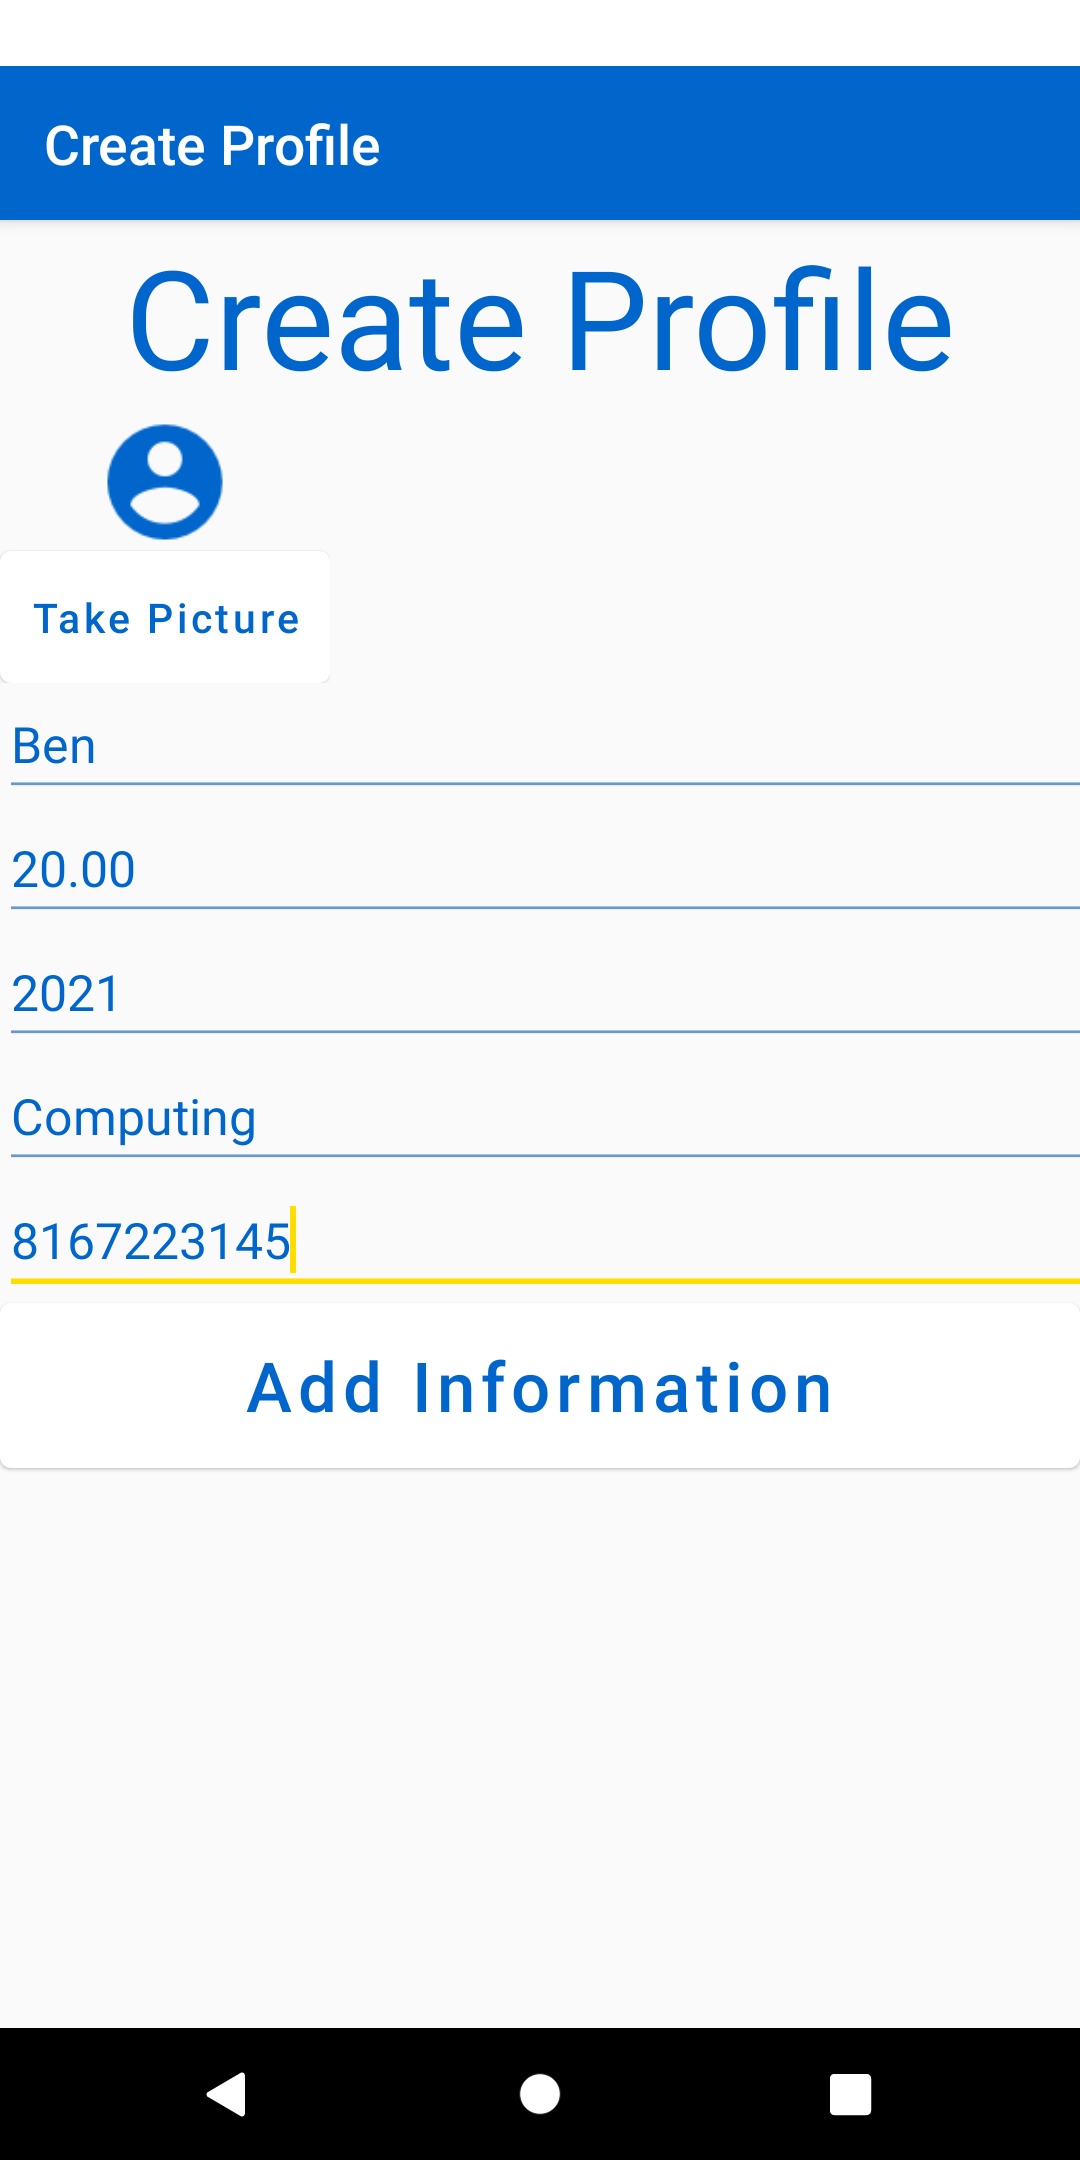 Create Profile
Create Profile
Take Picture
Ben
20.00
2021
Computing
8167223145
Add Information